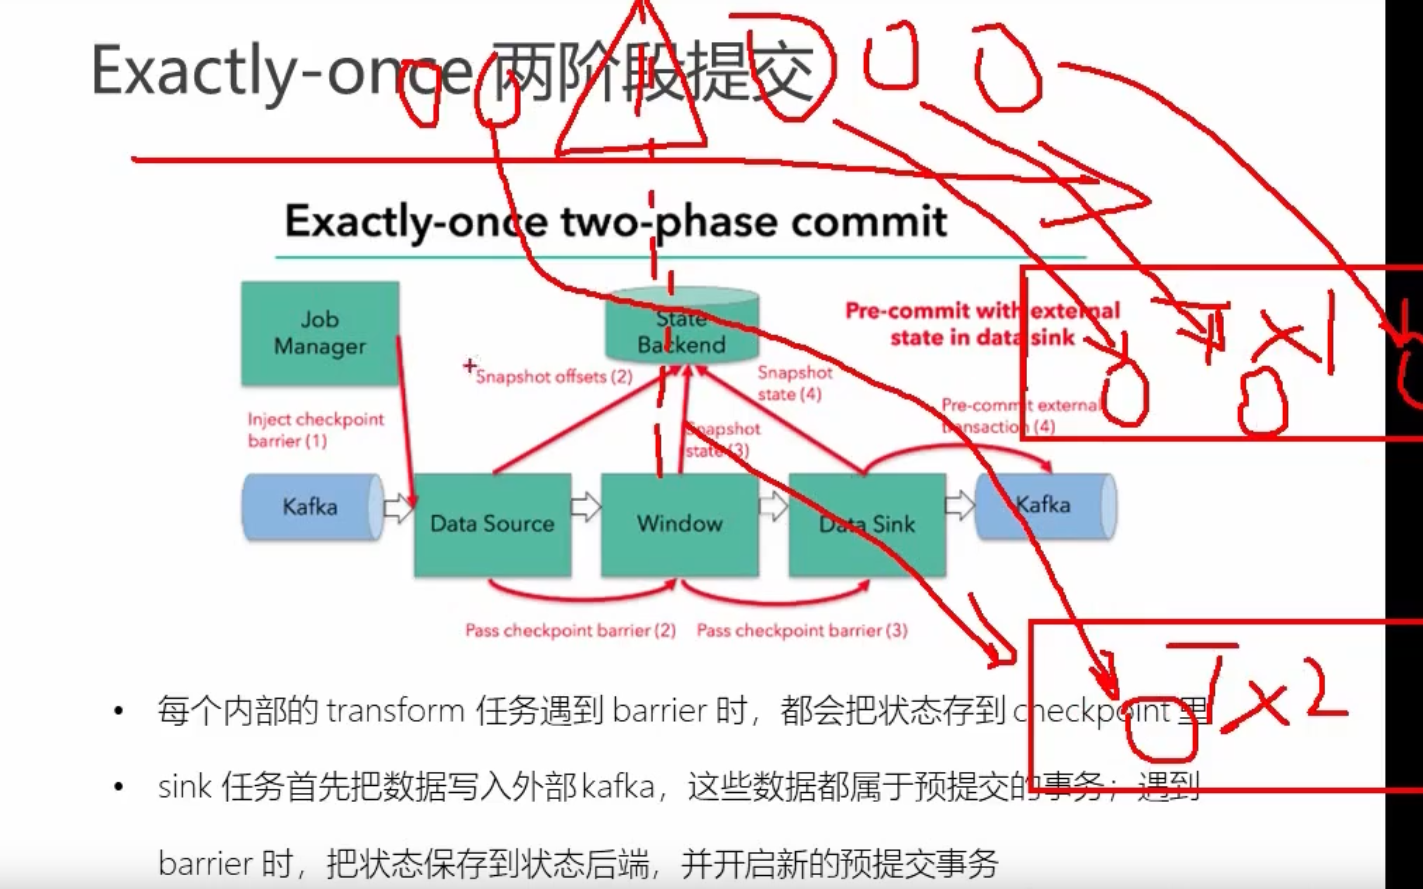 Exactly-once 两阶段提交
Exactly-once two-phase commit
Job
Manager
State
Backend
Pre-commit with external
state in data sink
Tx1
Snapshot offsets (2)
Snapshot
state (4)
Inject checkpoint
barrier (1)
Snapshot
state (3)
Pre-commit external
transaction (4)
Kafka
Data Source
Window
Data Sink
Kafka
Pass checkpoint barrier (2)
Pass checkpoint barrier (3)
Tx2
• 每个内部的 transform 任务遇到 barrier 时，都会把状态存到 checkpoint 里
• sink 任务首先把数据写入外部kafka，这些数据都属于预提交的事务；遇到
barrier 时，把状态保存到状态后端，并开启新的预提交事务